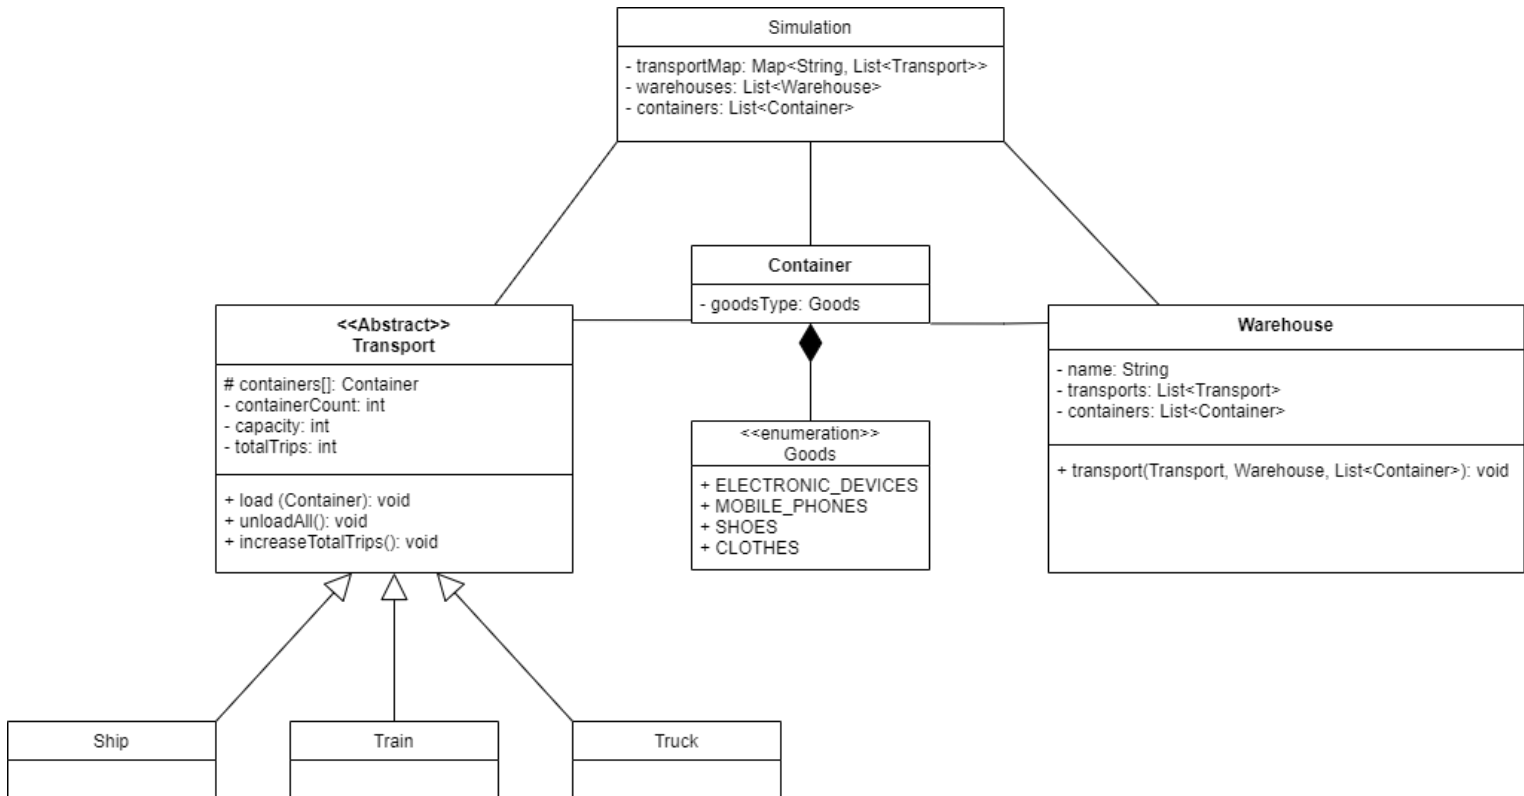 Simulation
- transportMap: Map<String, List<Transport>>
- warehouses: List<Warehouse>
- containers: List<Container>
Container
- goodsType: Goods
<<Abstract>>
Transport
# containers[]: Container
- containerCount: int
- capacity: int
- totalTrips: int
+ load (Container): void
+ unloadAll(): void
+ increaseTotalTrips(): void
<<enumeration>>
Goods
+ ELECTRONIC_DEVICES
+ MOBILE_PHONES
+ SHOES
+ CLOTHES
Warehouse
- name: String
- transports: List<Transport>
- containers: List<Container>
+ transport(Transport, Warehouse, List<Container>): void
Ship
Train
Truck